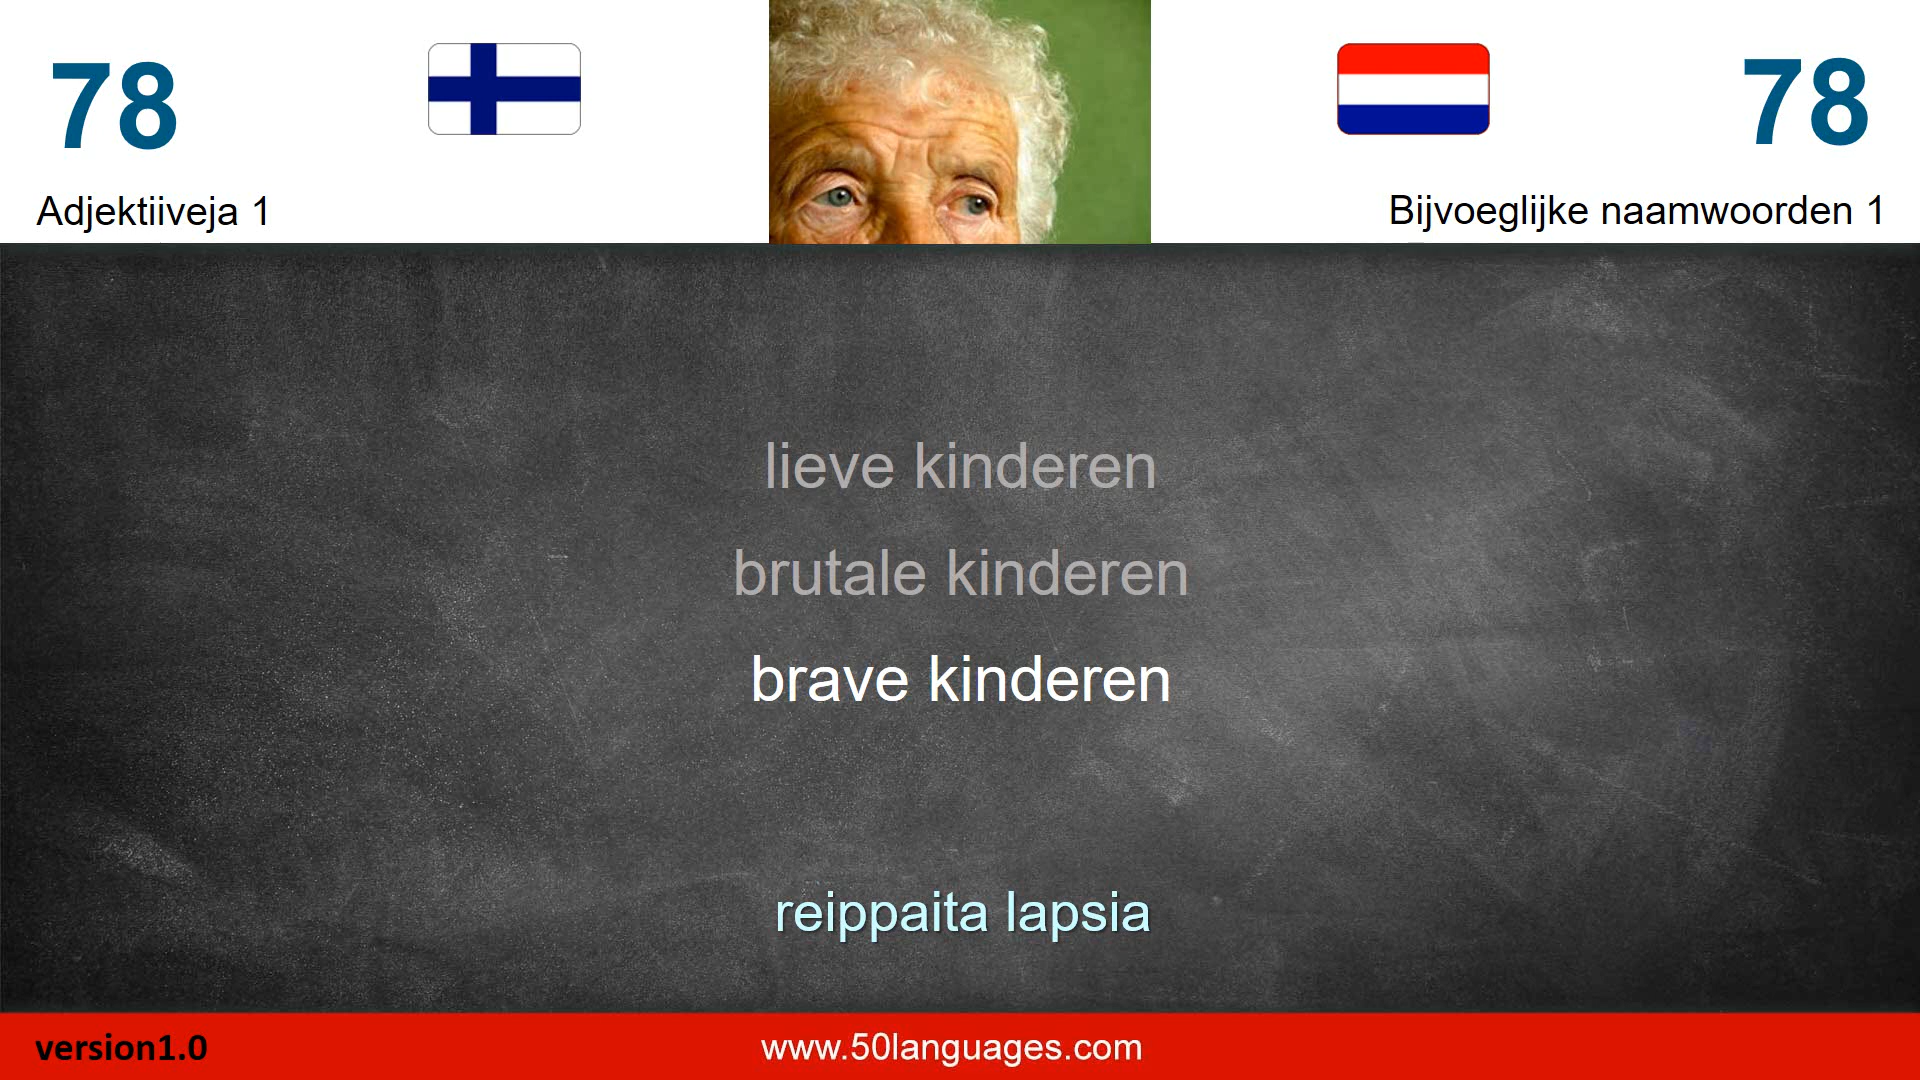 78
78
Adjektiiveja 1
Bijvoeglijke naamwoorden 1
lieve kinderen
brutale kinderen
brave kinderen
reippaita lapsia
version1.0
www.50languages.com